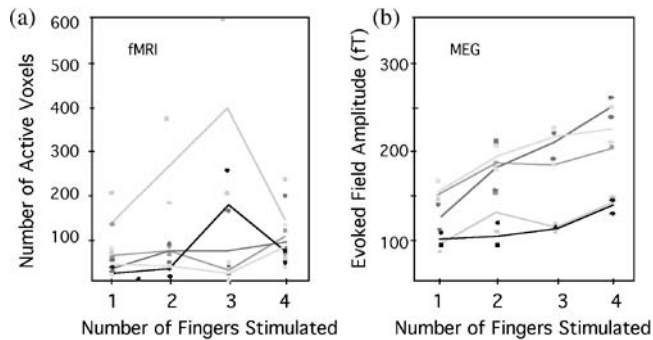 (a)
fMRI
Number of Active Voxels
600
400
300
200
100
1 2 3 4
Number of Fingers Stimulated
(b)
MEG
Evoked Field Amplitude (fT)
300
200
100
1 2 3 4
Number of Fingers Stimulated